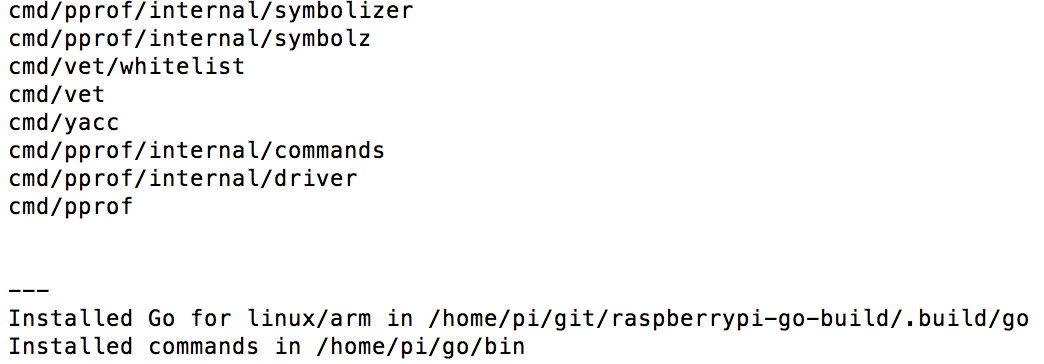 cmd/pprof/internal/symbolizer
cmd/pprof/internal/symbolz
cmd/vet/whitelist
cmd/vet
cmd/yacc
cmd/pprof/internal/commands
cmd/pprof/internal/driver
cmd/pprof
---
Installed Go for linux/arm in /home/pi/git/raspberrypi-go-build/.build/go
Installed commands in /home/pi/go/bin